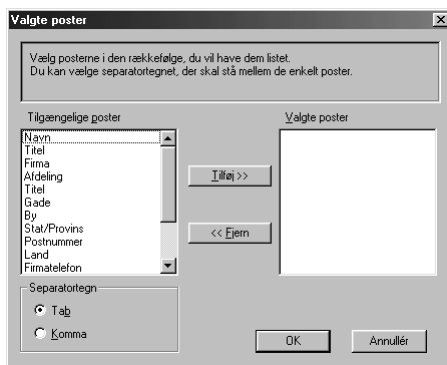 Valgte poster
Vælg posterne i den rækkefølge, du vil have dem listet.
Du kan vælge separatortegnet, der skal stå mellem de enkelt poster.
Tilgængelige poster
Valgte poster
Navn
Titel
Firma
Afdeling
Titel
Gade
By
Stat/Provins
Postnummer
Land
Firmatelefon
Tilføj >>
<< Fjern
Separatortegn
Tab
Komma
OK
Annullér